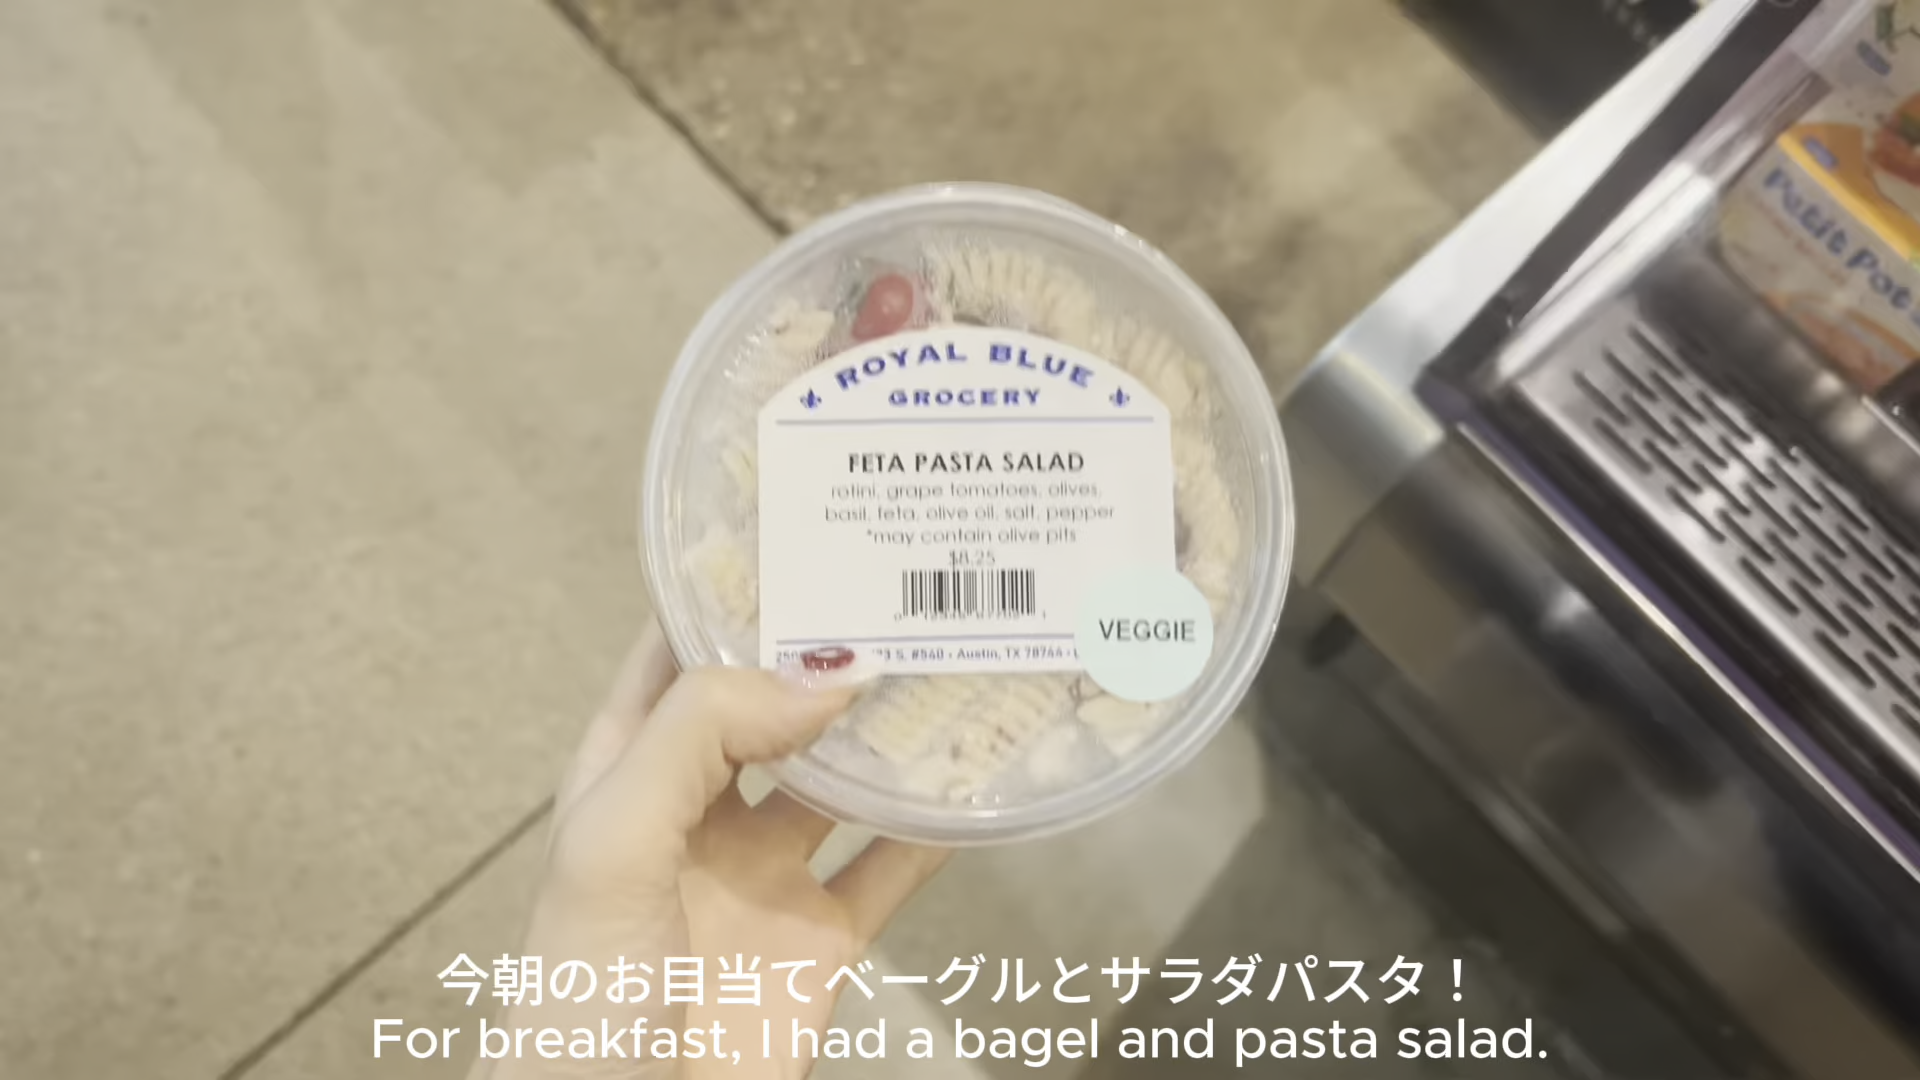 ROYAL BLUE
GROCERY
FETA PASTA SALAD
rotini, grape tomatoes, olives,
basil, feta, olive oil, salt, pepper
*may contain olive pits
$8.25
S. #540 • Austin, TX 78746
VEGGIE
Petit Pot
今朝のお目当てベーグルとサラダパスタ！
For breakfast, I had a bagel and pasta salad.